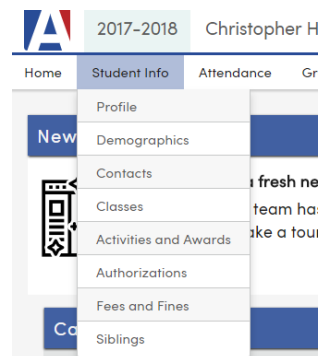 2017-2018 Christopher H
Home Student Info Attendance Gr
Profile
New
Demographics
Contacts
a fresh ne
Classes
team has
Activities and Awards
ake a tour
Authorizations
Fees and Fines
Ca
Siblings